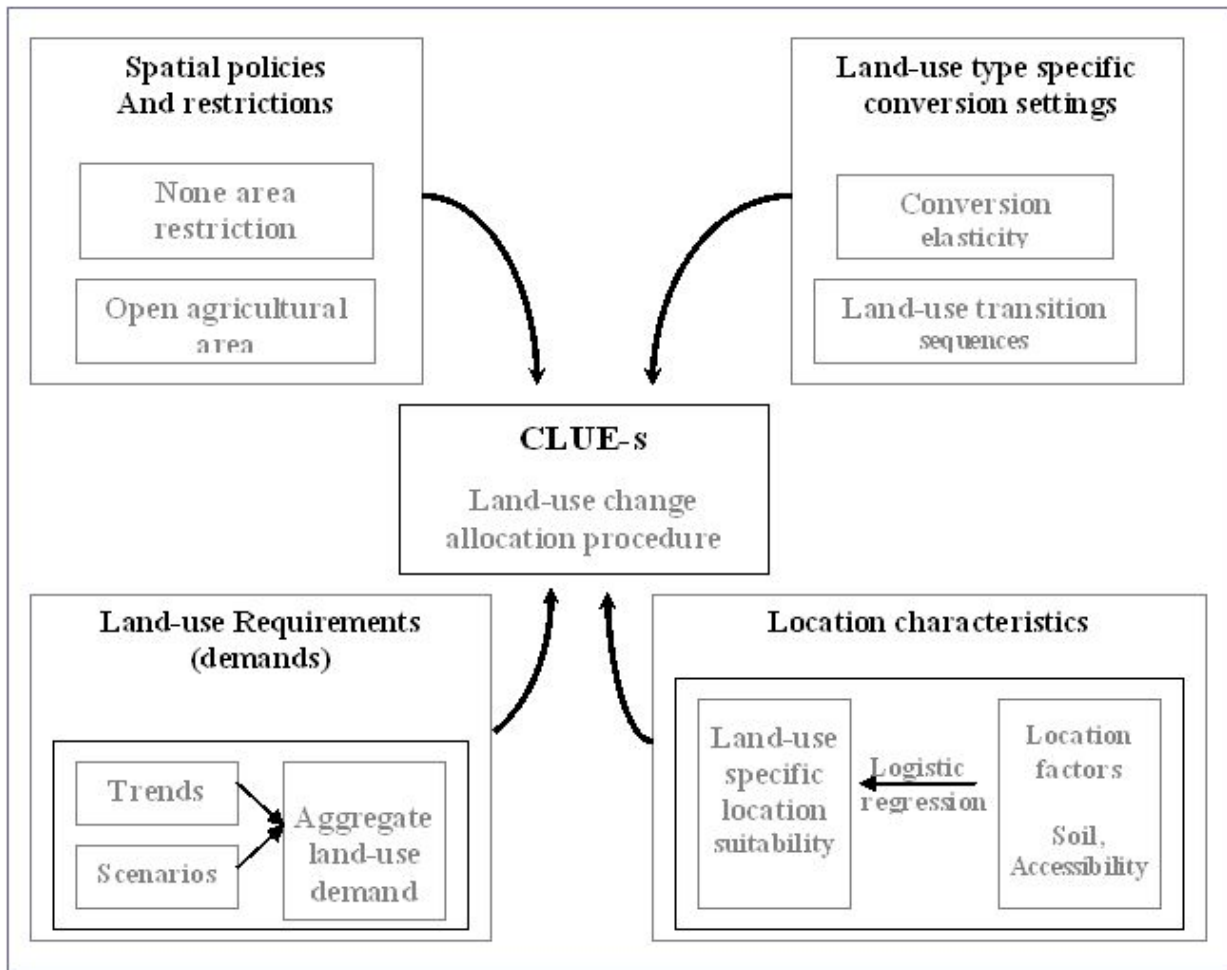 Spatial policies
And restrictions
None area
restriction
Open agricultural
area
Land-use type specific
conversion settings
Conversion
elasticity
Land-use transition
sequences
CLUE-s
Land-use change
allocation procedure
Land-use Requirements
(demands)
Trends
Scenarios
Aggregate
land-use
demand
Location characteristics
Land-use
specific
location
suitability
Logistic
regression
Location
factors
Soil,
Accessibility